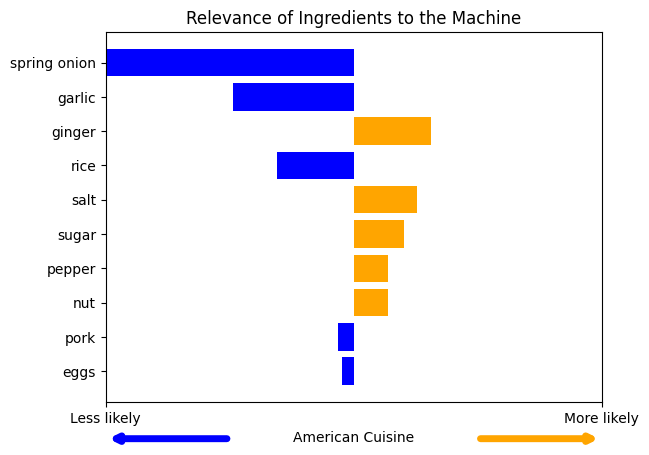 Relevance of Ingredients to the Machine
spring onion
garlic
ginger
rice
salt
sugar
pepper
nut
pork
eggs
Less likely
More likely
American Cuisine